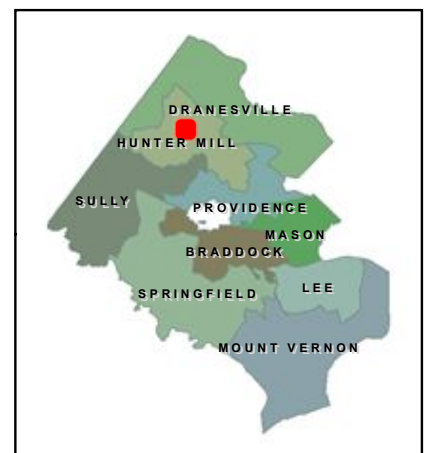 DRANESVILLE
HUNTER MILL
SULLY
PROVIDENCE
MASON
BRADDOCK
LEE
SPRINGFIELD
MOUNT VERNON